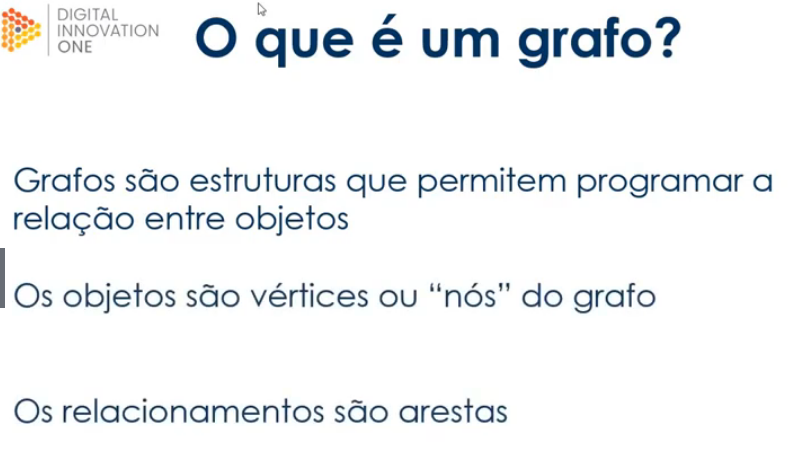 DIGITAL
INNOVATION
ONE
O que é um grafo?
Grafos são estruturas que permitem programar a
relação entre objetos
Os objetos são vértices ou “nós” do grafo
Os relacionamentos são arestas